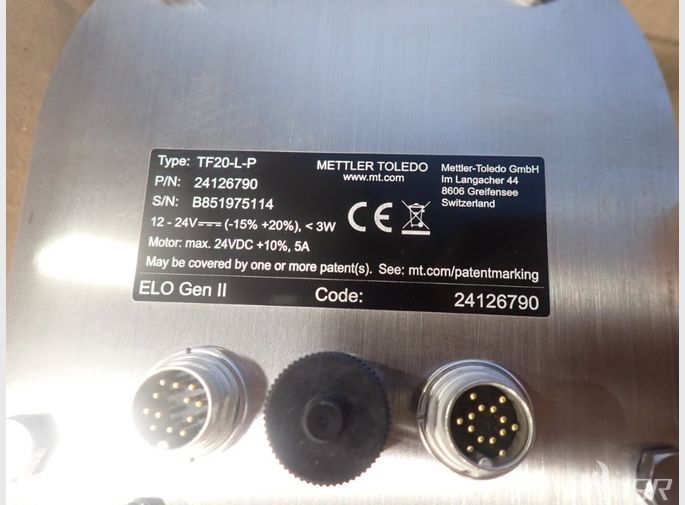 Type: TF20-L-P
P/N: 24126790
S/N: B851975114
12 - 24V⎓ (-15% +20%), < 3W
Motor: max. 24VDC +10%, 5A
METTLER TOLEDO
www.mt.com
Mettler-Toledo GmbH
Im Langacher 44
8606 Greifensee
Switzerland
CE
May be covered by one or more patent(s). See: mt.com/patentmarking
ELO Gen II Code: 24126790